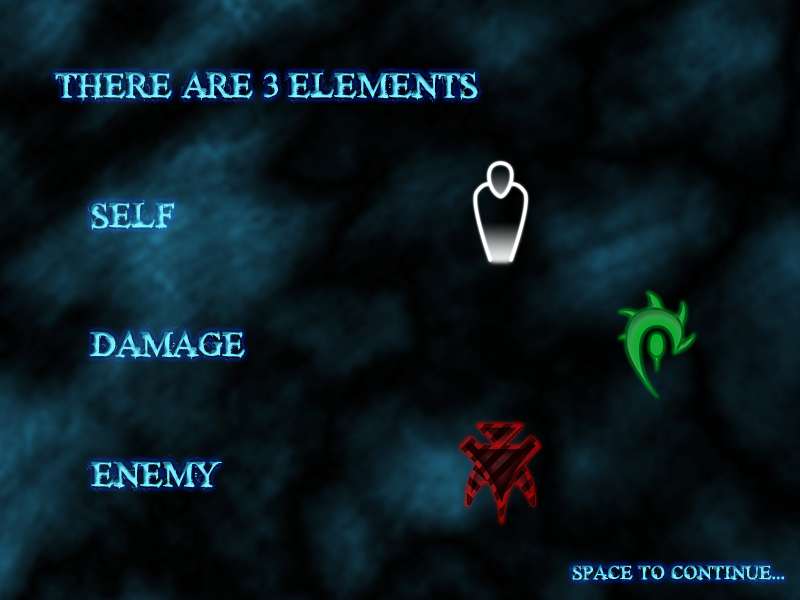 THERE ARE 3 ELEMENTS
SELF
DAMAGE
ENEMY
SPACE TO CONTINUE...